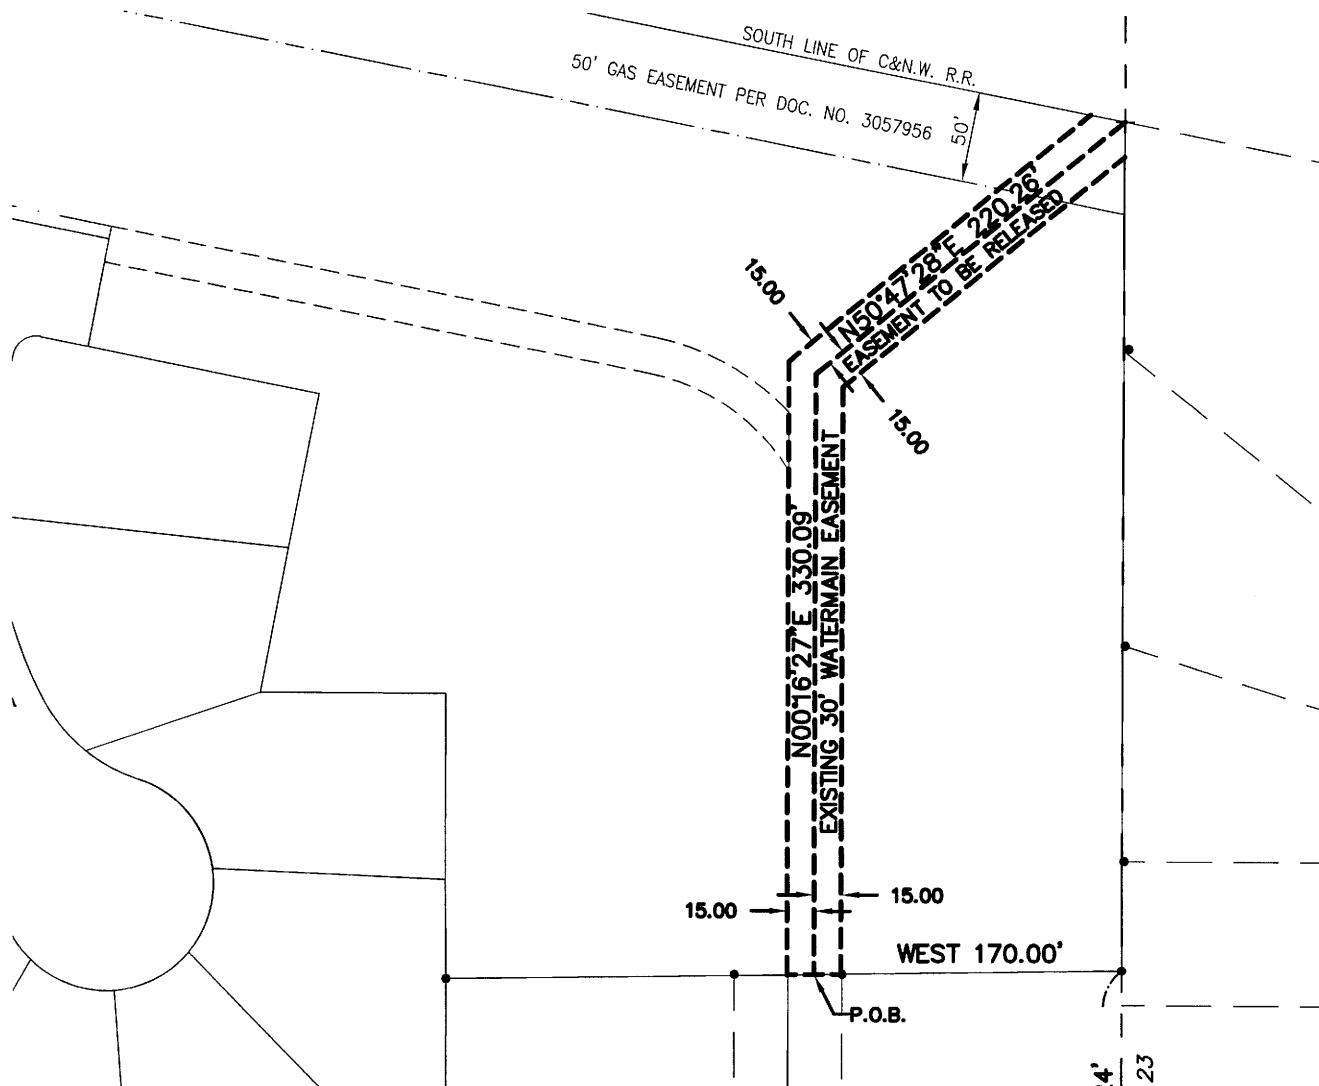 SOUTH LINE OF C&N.W. R.R.
50' GAS EASEMENT PER DOC. NO. 3057956
50'
N50°47'28"E 220.26'
EASEMENT TO BE RELEASED
15.00
15.00
N00°16'27"E 330.09'
EXISTING 30' WATERMAIN EASEMENT
15.00
15.00
WEST 170.00'
P.O.B.
23